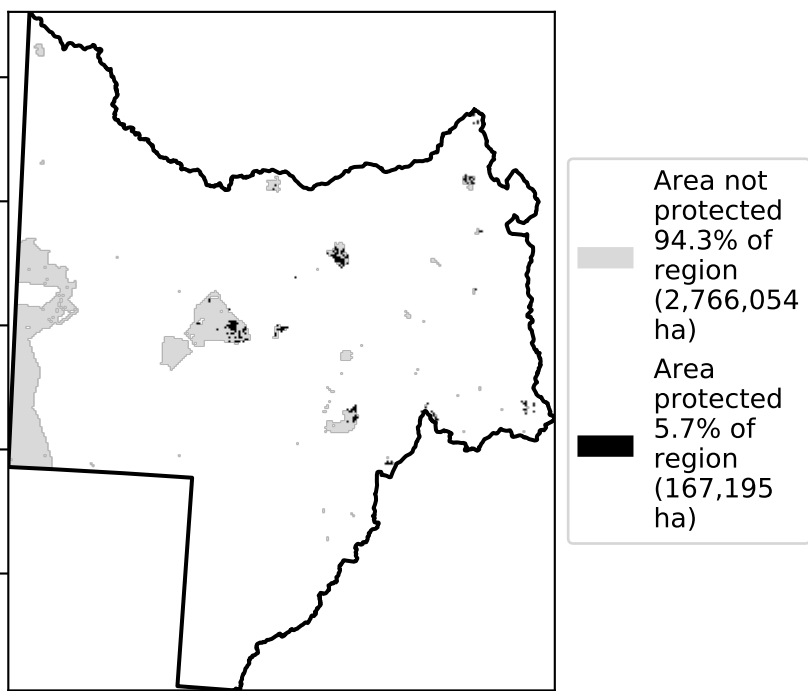 Area not
protected
94.3% of
region
(2,766,054
ha)
Area
protected
5.7% of
region
(167,195
ha)